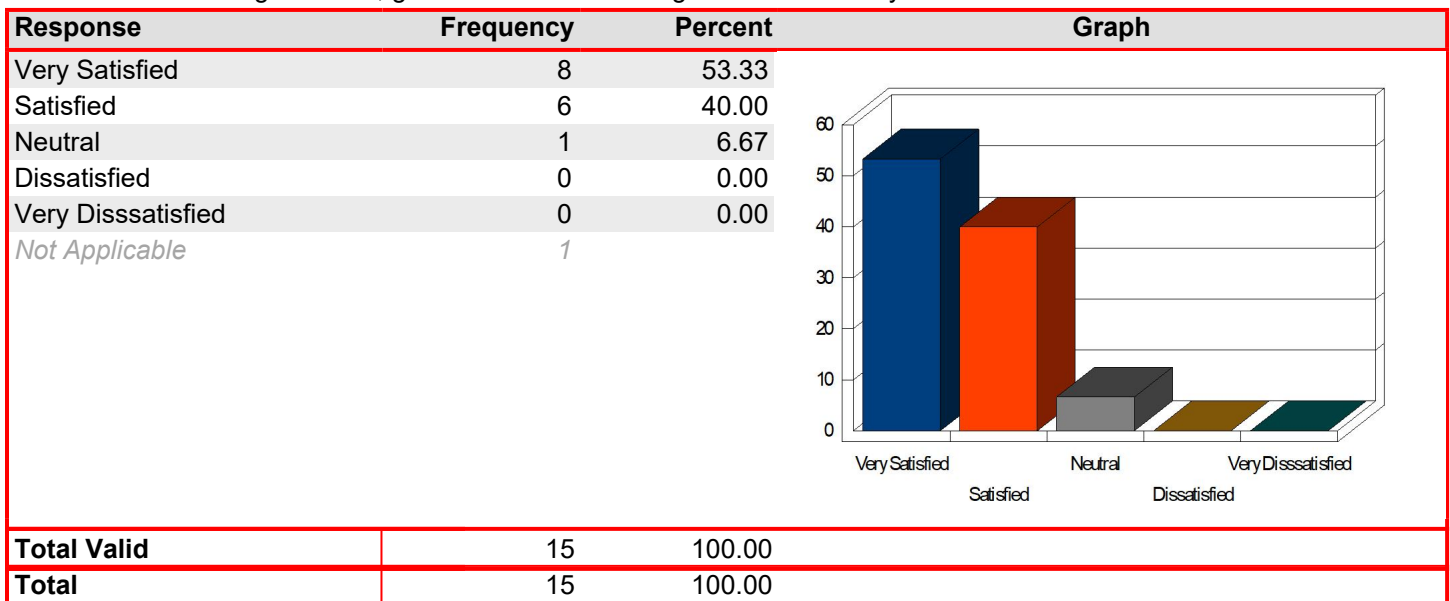 Response Frequency Percent Graph
Very Satisfied 8 53.33
Satisfied 6 40.00
Neutral 1 6.67
Dissatisfied 0 0.00
Very Disssatisfied 0 0.00
Not Applicable 1
60
50
40
30
20
10
0
Very Satisfied Neutral Very Disssatisfied
Satisfied Dissatisfied
Total Valid 15 100.00
Total 15 100.00